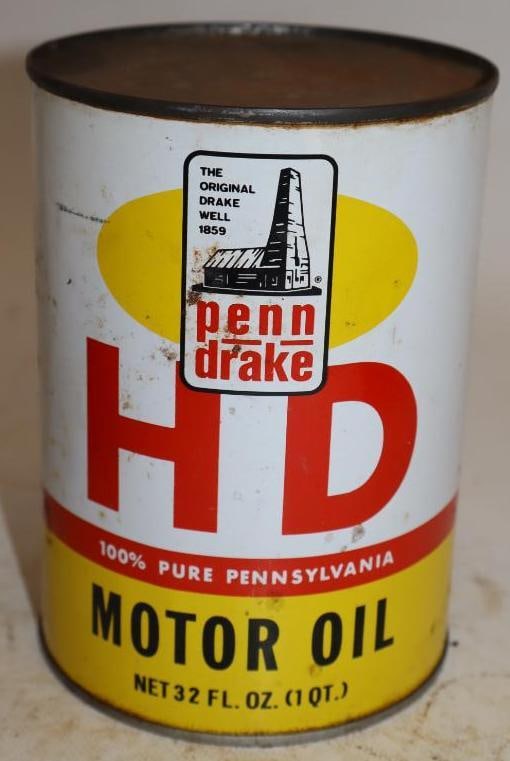 THE
ORIGINAL
DRAKE
WELL
1859
®
penn
drake
HD
100% PURE PENNSYLVANIA
MOTOR OIL
NET 32 FL. OZ. (1 QT.)